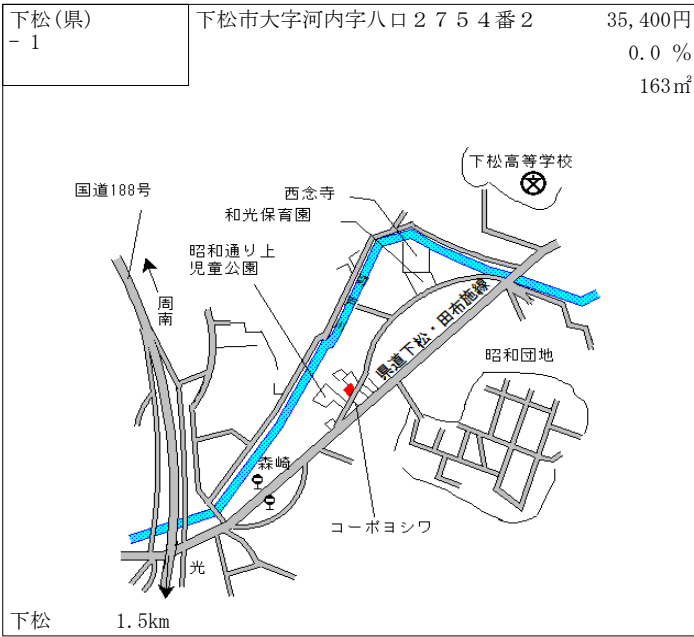 下松(県)
－1
下松市大字河内字八口２７５４番２
35,400円
0.0 %
163㎡
下松高等学校
国道188号
西念寺
和光保育園
昭和通り上
児童公園
周南
県道下松・田布施線
昭和団地
森崎
コーポヨシワ
光
下松 1.5km